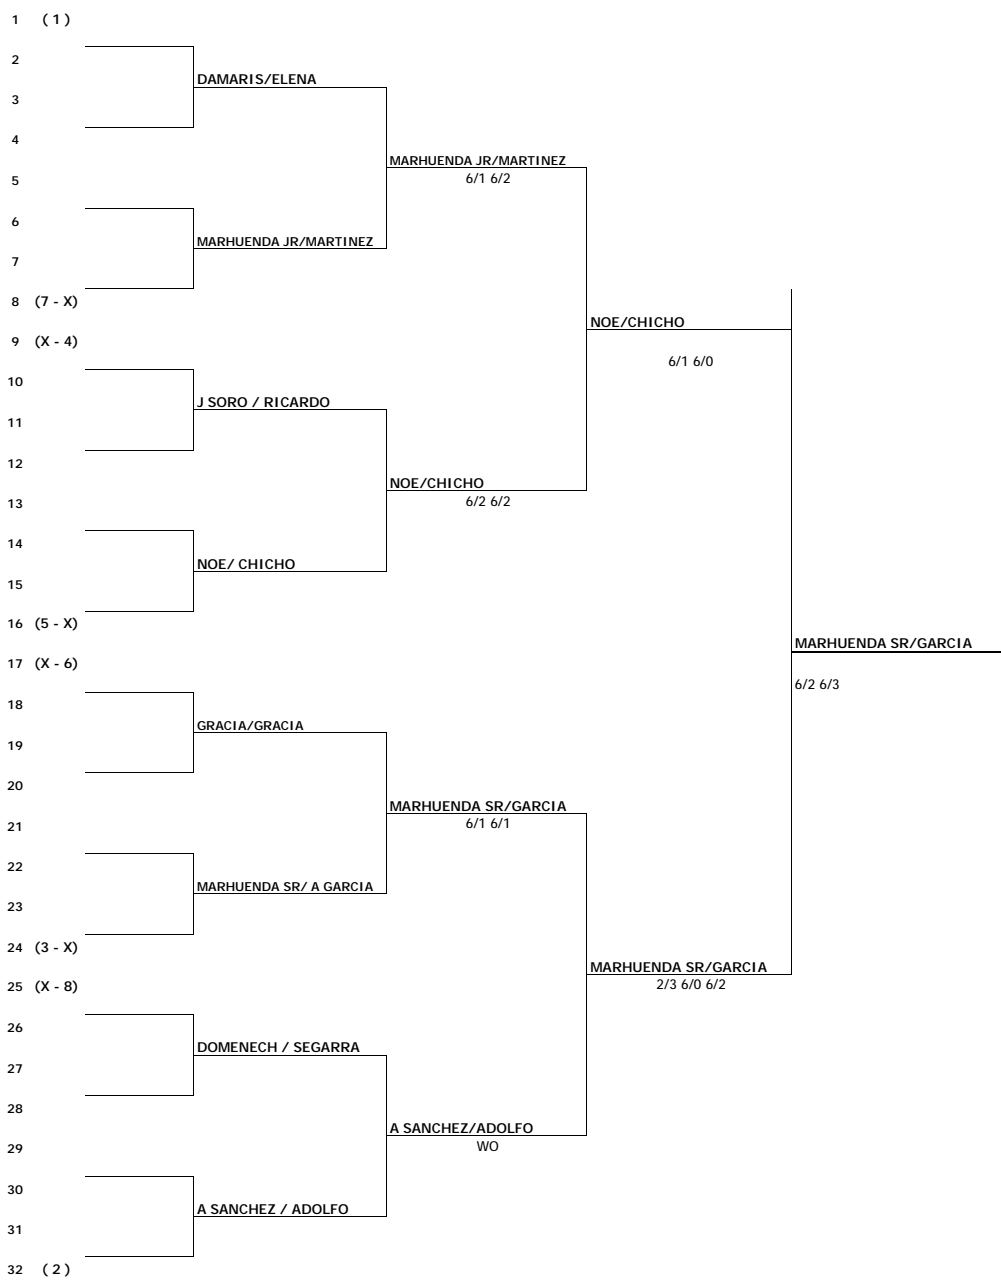 1 (1)
2
DAMARIS/ELENA
3
4
MARHUENDA JR/MARTINEZ
5
6/1 6/2
6
MARHUENDA JR/MARTINEZ
7
8 (7 - X)
NOE/CHICHO
9 (X - 4)
6/1 6/0
10
J SORO / RICARDO
11
12
NOE/CHICHO
13
6/2 6/2
14
NOE/ CHICHO
15
16 (5 - X)
MARHUENDA SR/GARCIA
17 (X - 6)
6/2 6/3
18
GRACIA/GRACIA
19
20
MARHUENDA SR/GARCIA
21
6/1 6/1
22
MARHUENDA SR/ A GARCIA
23
24 (3 - X)
MARHUENDA SR/GARCIA
25 (X - 8)
2/3 6/0 6/2
26
DOMENECH / SEGARRA
27
28
A SANCHEZ/ADOLFO
29
WO
30
A SANCHEZ / ADOLFO
31
32 (2)